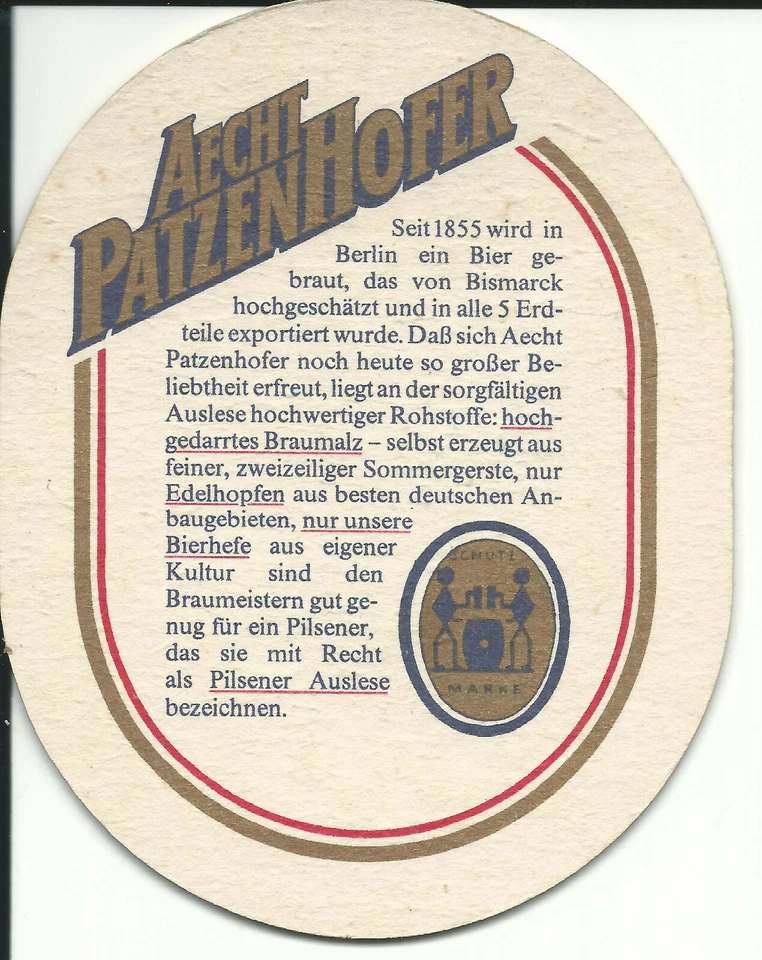 AECHT
PATZENHOFER
Seit 1855 wird in
Berlin ein Bier ge-
braut, das von Bismarck
hochgeschätzt und in alle 5 Erd-
teile exportiert wurde. Daß sich Aecht
Patzenhofer noch heute so großer Be-
liebtheit erfreut, liegt an der sorgfältigen
Auslese hochwertiger Rohstoffe: hoch-
gedarrtes Braumalz – selbst erzeugt aus
feiner, zweizeiliger Sommergerste, nur
Edelhopfen aus besten deutschen An-
baugebieten, nur unsere
Bierhefe aus eigener
Kultur sind den
Braumeistern gut ge-
nug für ein Pilsener,
das sie mit Recht
als Pilsener Auslese
bezeichnen.
SCHUTZ
MARKE